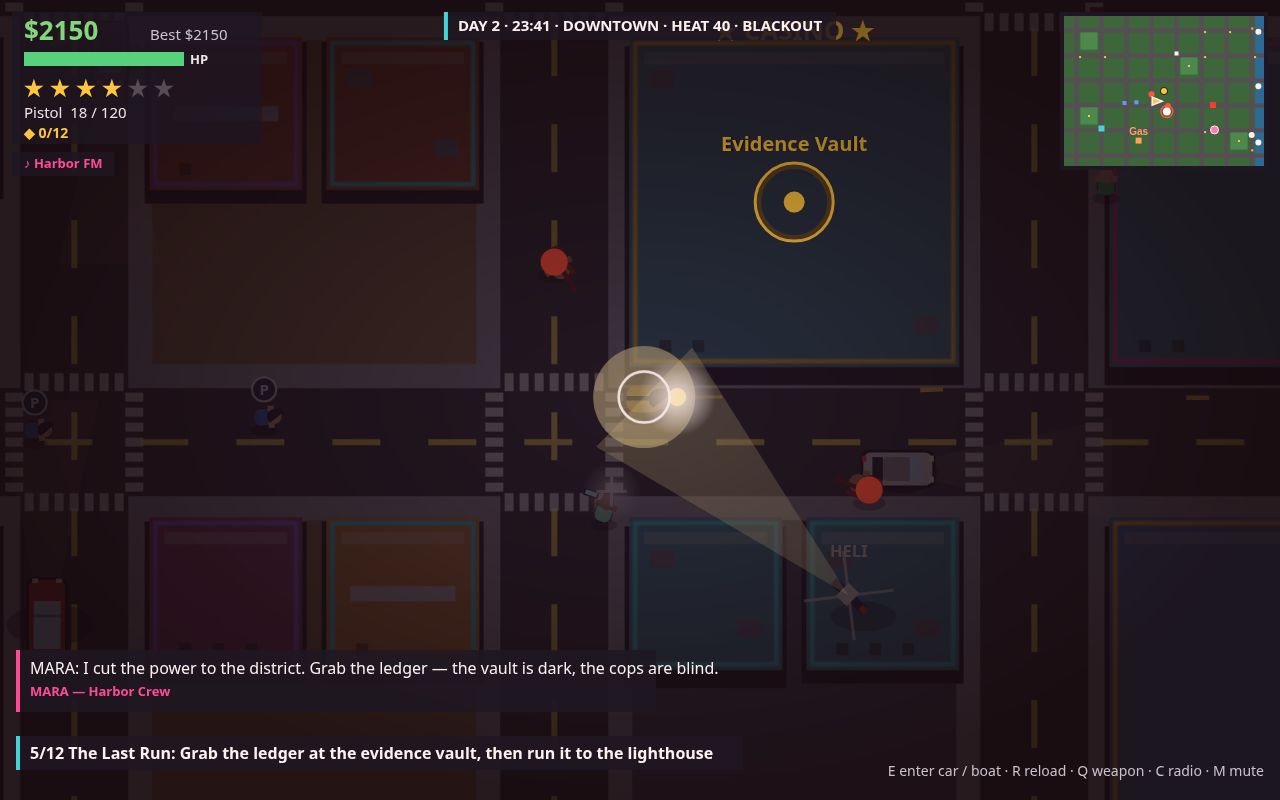 $2150
Best $2150
HP
★★★★★★
Pistol 18 / 120
◆ 0/12
♪ Harbor FM
DAY 2 · 23:41 · DOWNTOWN · HEAT 40 · BLACKOUT
CASINO ★
Gas
Evidence Vault
P
P
HELI
MARA: I cut the power to the district. Grab the ledger — the vault is dark, the cops are blind.
MARA — Harbor Crew
5/12 The Last Run: Grab the ledger at the evidence vault, then run it to the lighthouse
E enter car / boat · R reload · Q weapon · C radio · M mute